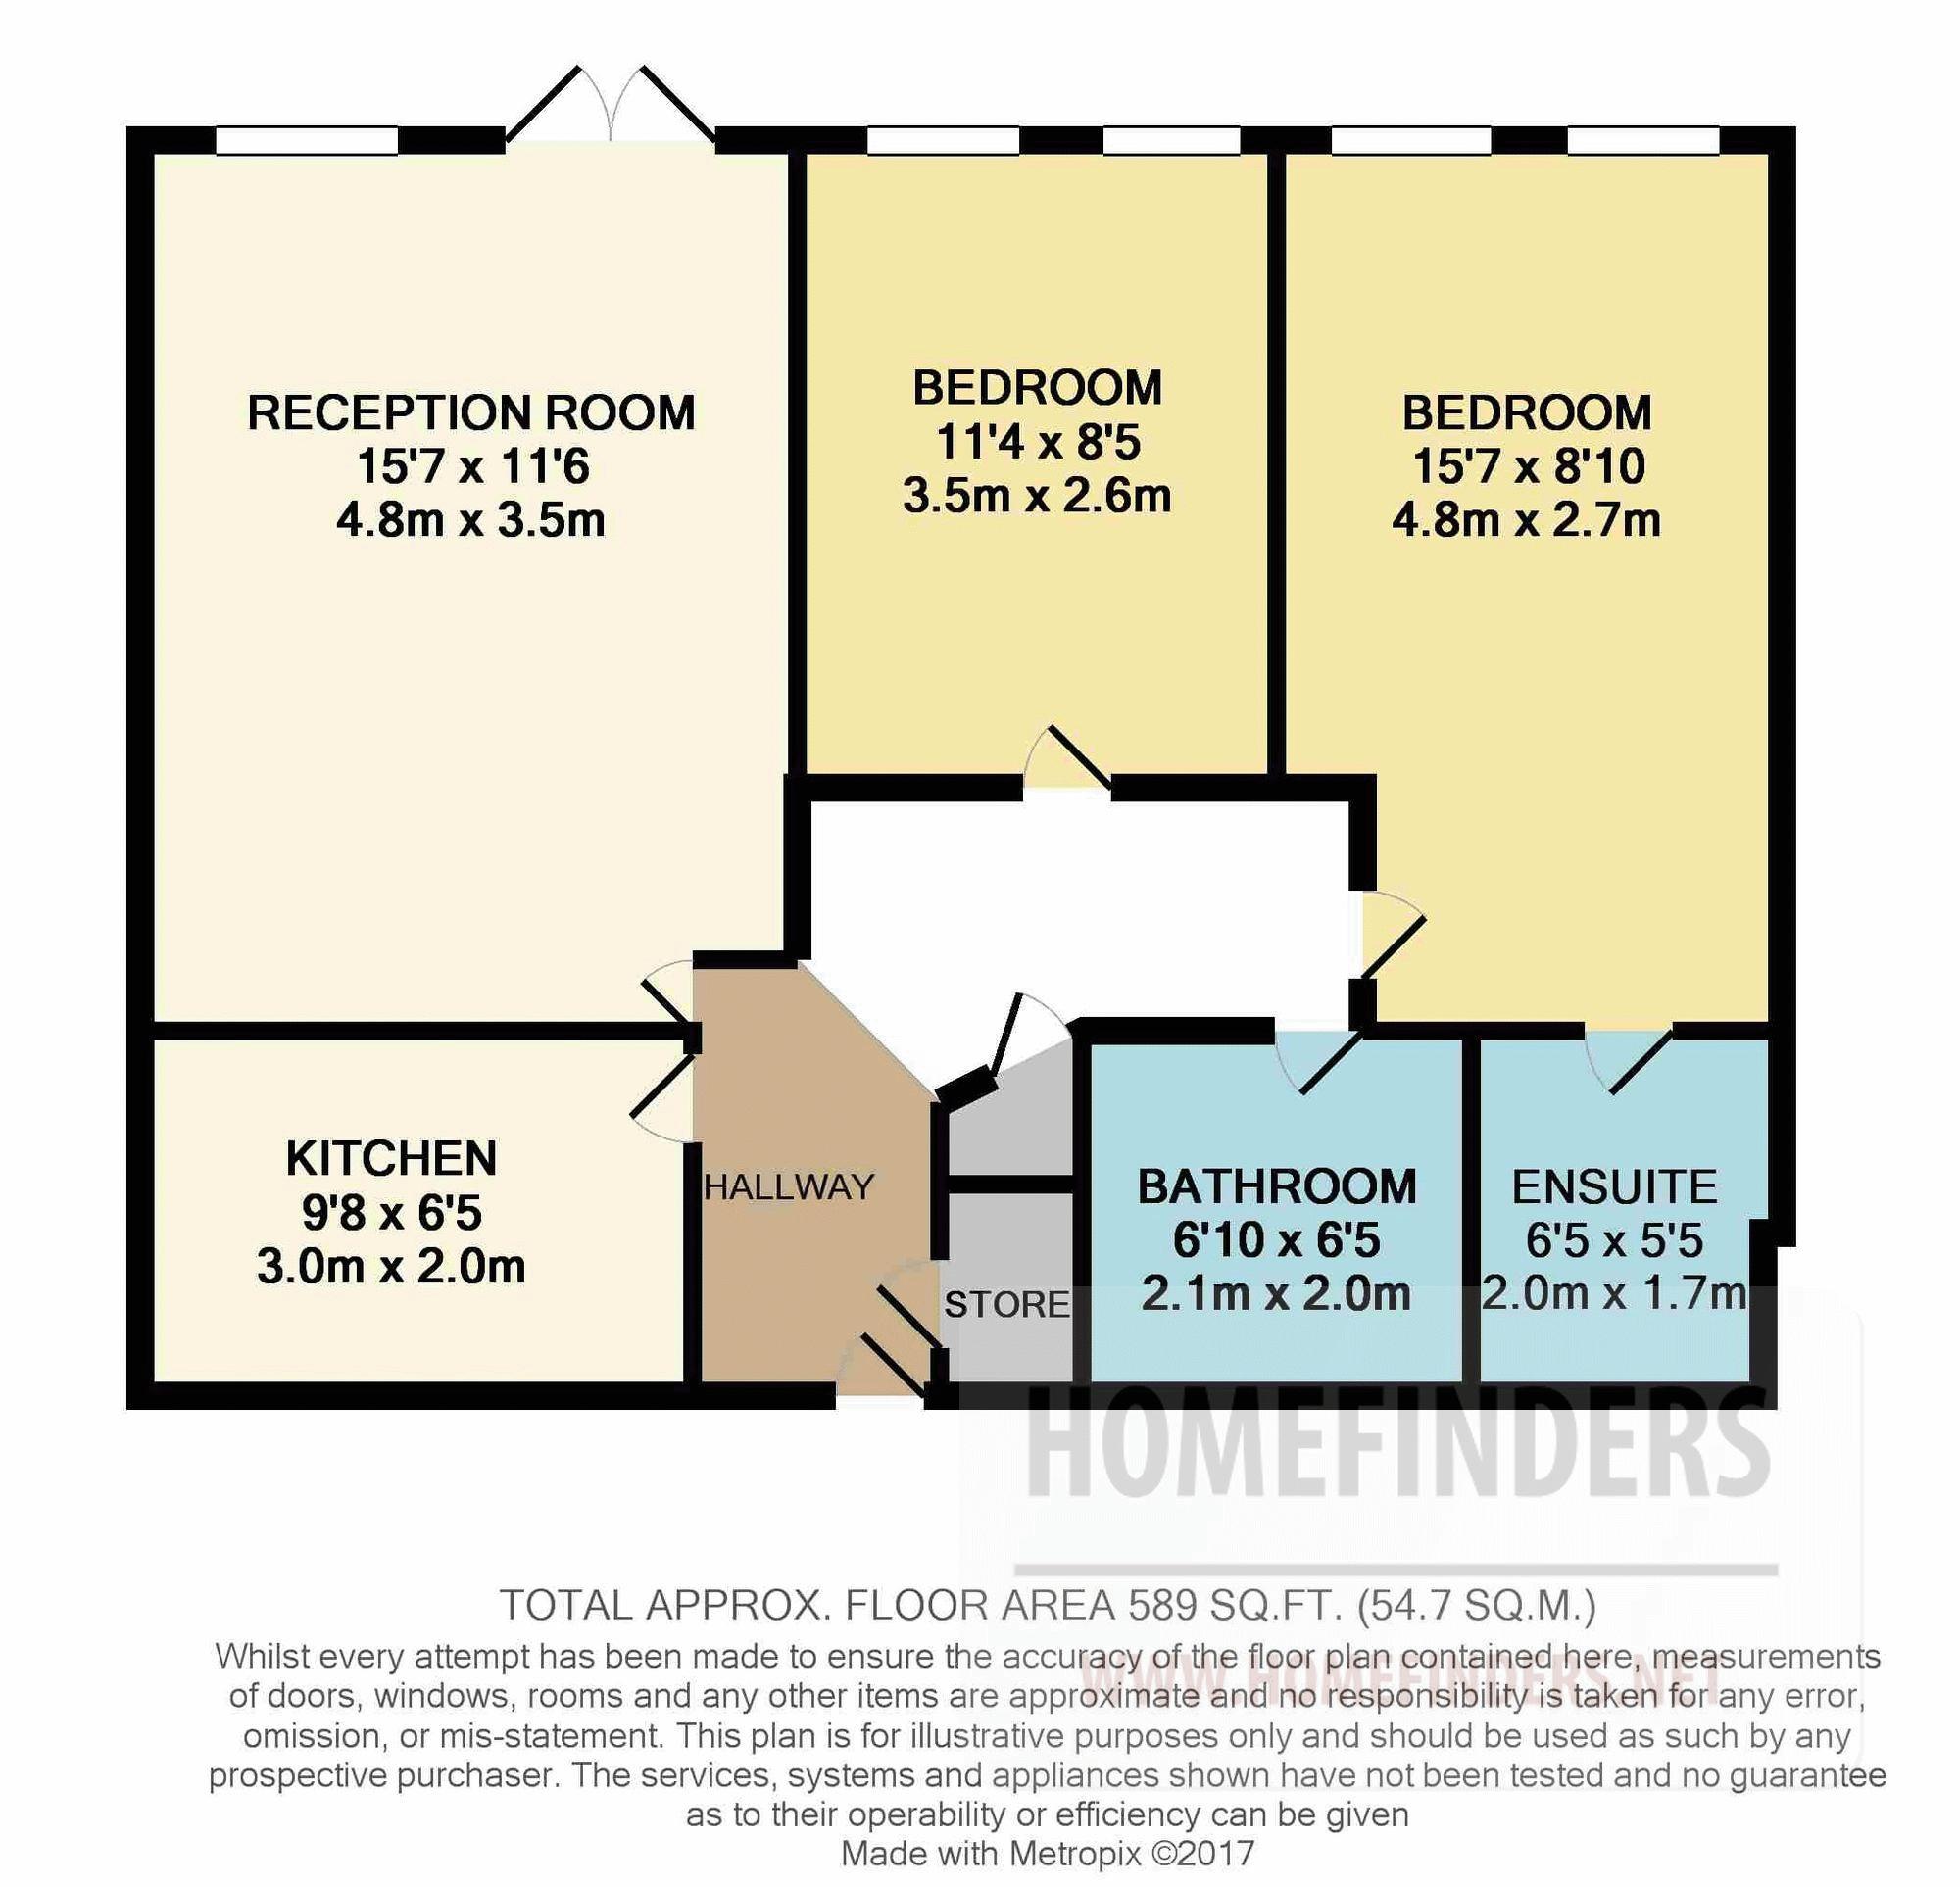 RECEPTION ROOM
15'7 x 11'6
4.8m x 3.5m
BEDROOM
11'4 x 8'5
3.5m x 2.6m
BEDROOM
15'7 x 8'10
4.8m x 2.7m
KITCHEN
9'8 x 6'5
3.0m x 2.0m
HALLWAY
STORE
BATHROOM
6'10 x 6'5
2.1m x 2.0m
ENSUITE
6'5 x 5'5
2.0m x 1.7m
HOMEFINDERS
TOTAL APPROX. FLOOR AREA 589 SQ.FT. (54.7 SQ.M.)
Whilst every attempt has been made to ensure the accuracy of the floor plan contained here, measurements
WWW.HOMEFINDERS.NET
of doors, windows, rooms and any other items are approximate and no responsibility is taken for any error,
omission, or mis-statement. This plan is for illustrative purposes only and should be used as such by any
prospective purchaser. The services, systems and appliances shown have not been tested and no guarantee
as to their operability or efficiency can be given
Made with Metropix ©2017